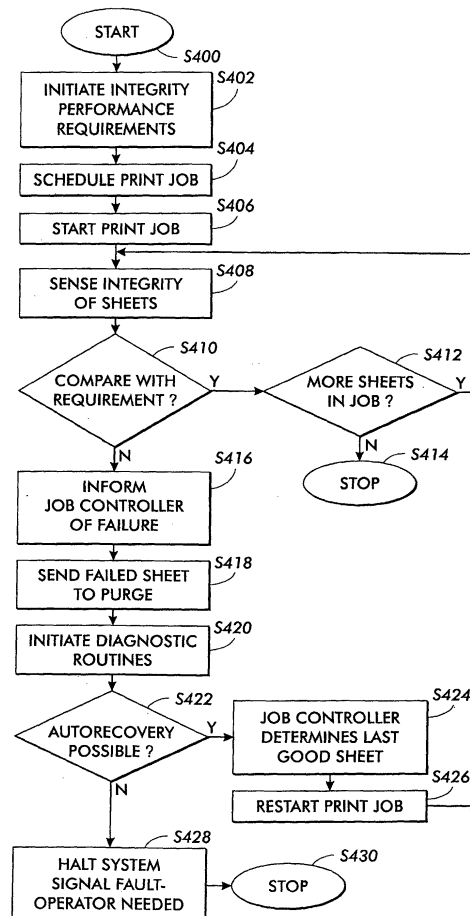 START
S400
S402
INITIATE INTEGRITY
PERFORMANCE
REQUIREMENTS
S404
SCHEDULE PRINT JOB
S406
START PRINT JOB
S408
SENSE INTEGRITY
OF SHEETS
S410
COMPARE WITH
REQUIREMENT ?
Y
N
S412
MORE SHEETS
IN JOB ?
Y
N
S414
STOP
S416
INFORM
JOB CONTROLLER
OF FAILURE
S418
SEND FAILED SHEET
TO PURGE
S420
INITIATE DIAGNOSTIC
ROUTINES
S422
AUTORECOVERY
POSSIBLE ?
Y
N
S424
JOB CONTROLLER
DETERMINES LAST
GOOD SHEET
S426
RESTART PRINT JOB
S428
HALT SYSTEM
SIGNAL FAULT-
OPERATOR NEEDED
S430
STOP